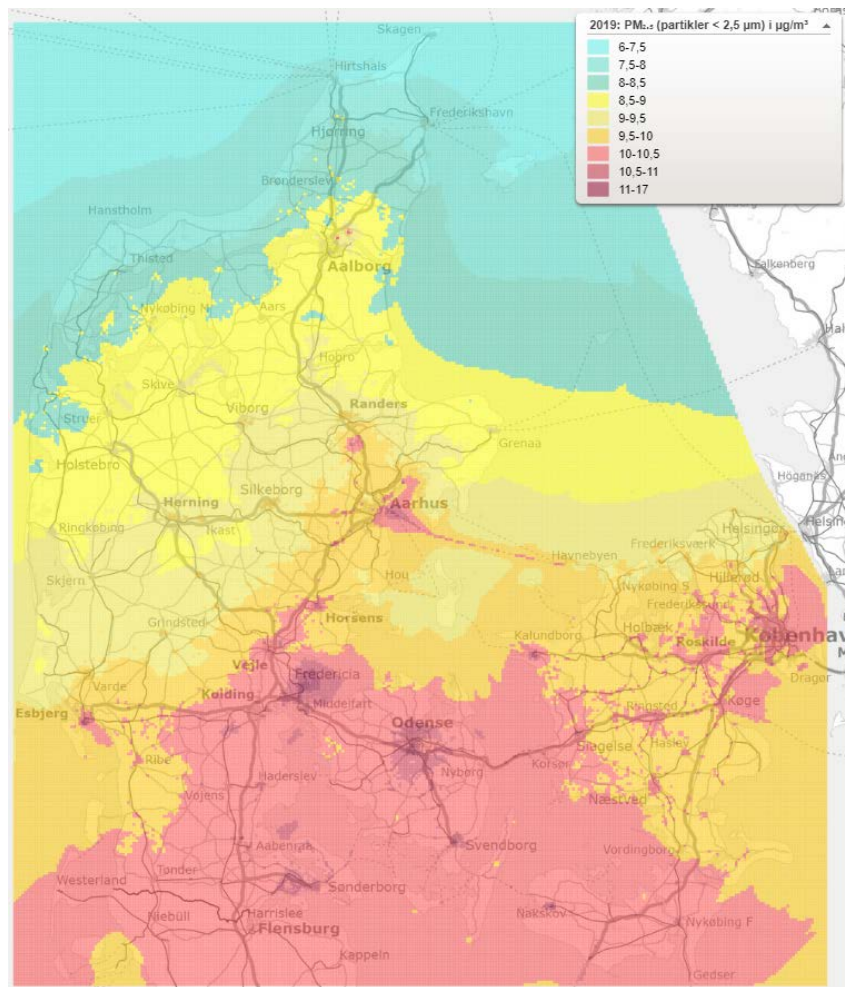 2019: PM₂.₅ (partikler < 2,5 µm) i µg/m³
6-7,5
7,5-8
8-8,5
8,5-9
9-9,5
9,5-10
10-10,5
10,5-11
11-17
Skagen
Hirtshals
Frederikshavn
Hjørring
Brønderslev
Hanstholm
Thisted
Aalborg
Falkenberg
Nykøbing M
Aars
Hobro
Skive
Struer
Viborg
Randers
Grenaa
Holstebro
Höganäs
Herning
Silkeborg
Aarhus
Ikast
Ringkøbing
Helsingør
Helsin
Havnebyen
Frederiksværk
Skjern
Hou
Nykøbing S
Hillerød
Frederikssund
Grindsted
Horsens
Holbæk
Kalundborg
Roskilde
Københav
Vejle
Fredericia
Dragør
Varde
Kolding
Middelfart
Køge
Esbjerg
Odense
Ringsted
Slagelse
Haslev
Ribe
Nyborg
Korsør
Haderslev
Vojens
Næstved
Aabenraa
Svendborg
Vordingborg
Tønder
Westerland
Sønderborg
Nakskov
Niebüll
Harrislee
Nykøbing F
Flensburg
Kappeln
Gedser